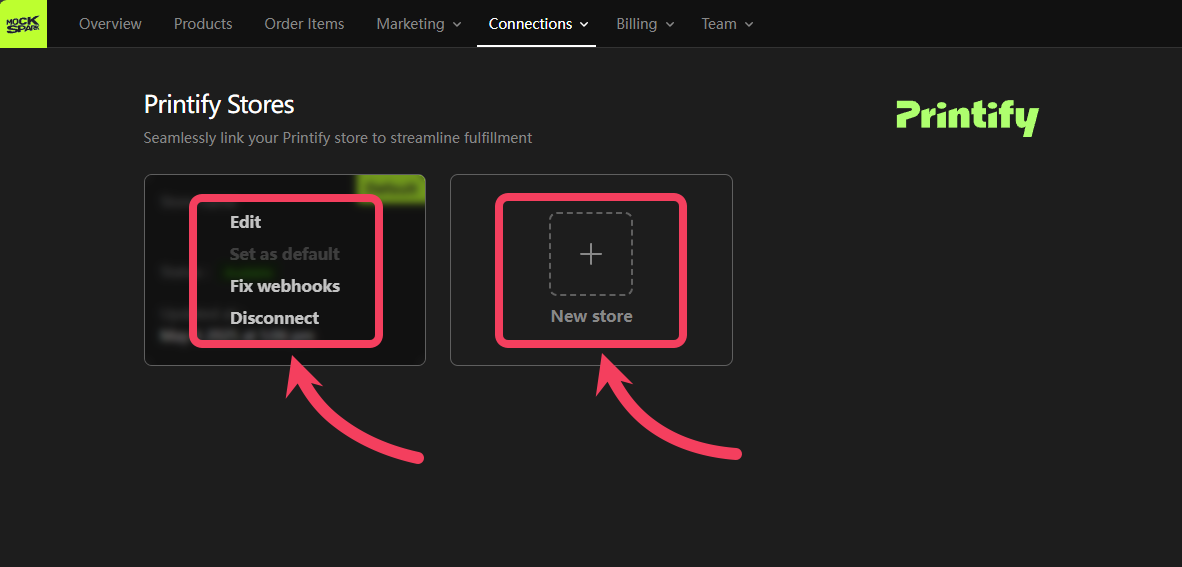 MOCK
SPARK
Overview Products Order Items Marketing Connections Billing Team
Printify Stores
Seamlessly link your Printify store to streamline fulfillment
Printify
Default
Edit
Set as default
Fix webhooks
Disconnect
New store